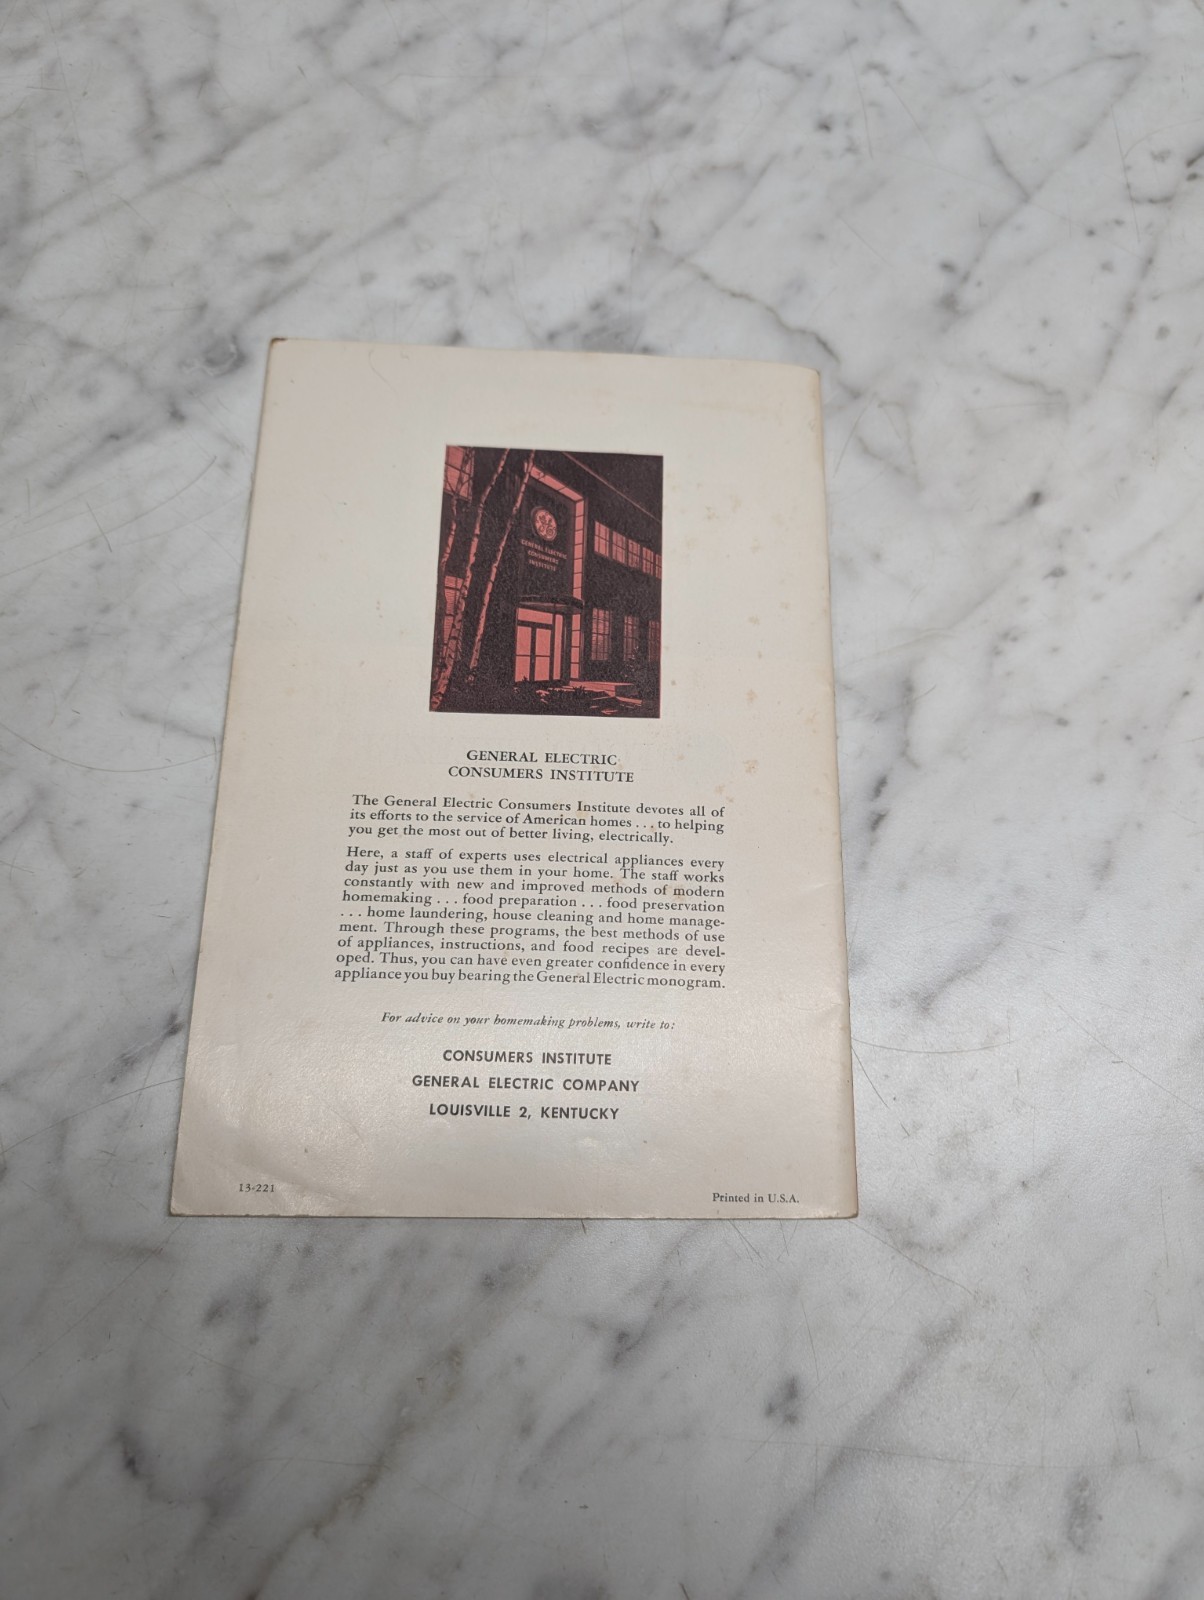 GE
GENERAL ELECTRIC
CONSUMERS
INSTITUTE
GENERAL ELECTRIC
CONSUMERS INSTITUTE
The General Electric Consumers Institute devotes all of
its efforts to the service of American homes . . . to helping
you get the most out of better living, electrically.
Here, a staff of experts uses electrical appliances every
day just as you use them in your home. The staff works
constantly with new and improved methods of modern
homemaking . . . food preparation . . . food preservation
. . . home laundering, house cleaning and home manage-
ment. Through these programs, the best methods of use
of appliances, instructions, and food recipes are devel-
oped. Thus, you can have even greater confidence in every
appliance you buy bearing the General Electric monogram.
For advice on your homemaking problems, write to:
CONSUMERS INSTITUTE
GENERAL ELECTRIC COMPANY
LOUISVILLE 2, KENTUCKY
13-221
Printed in U.S.A.